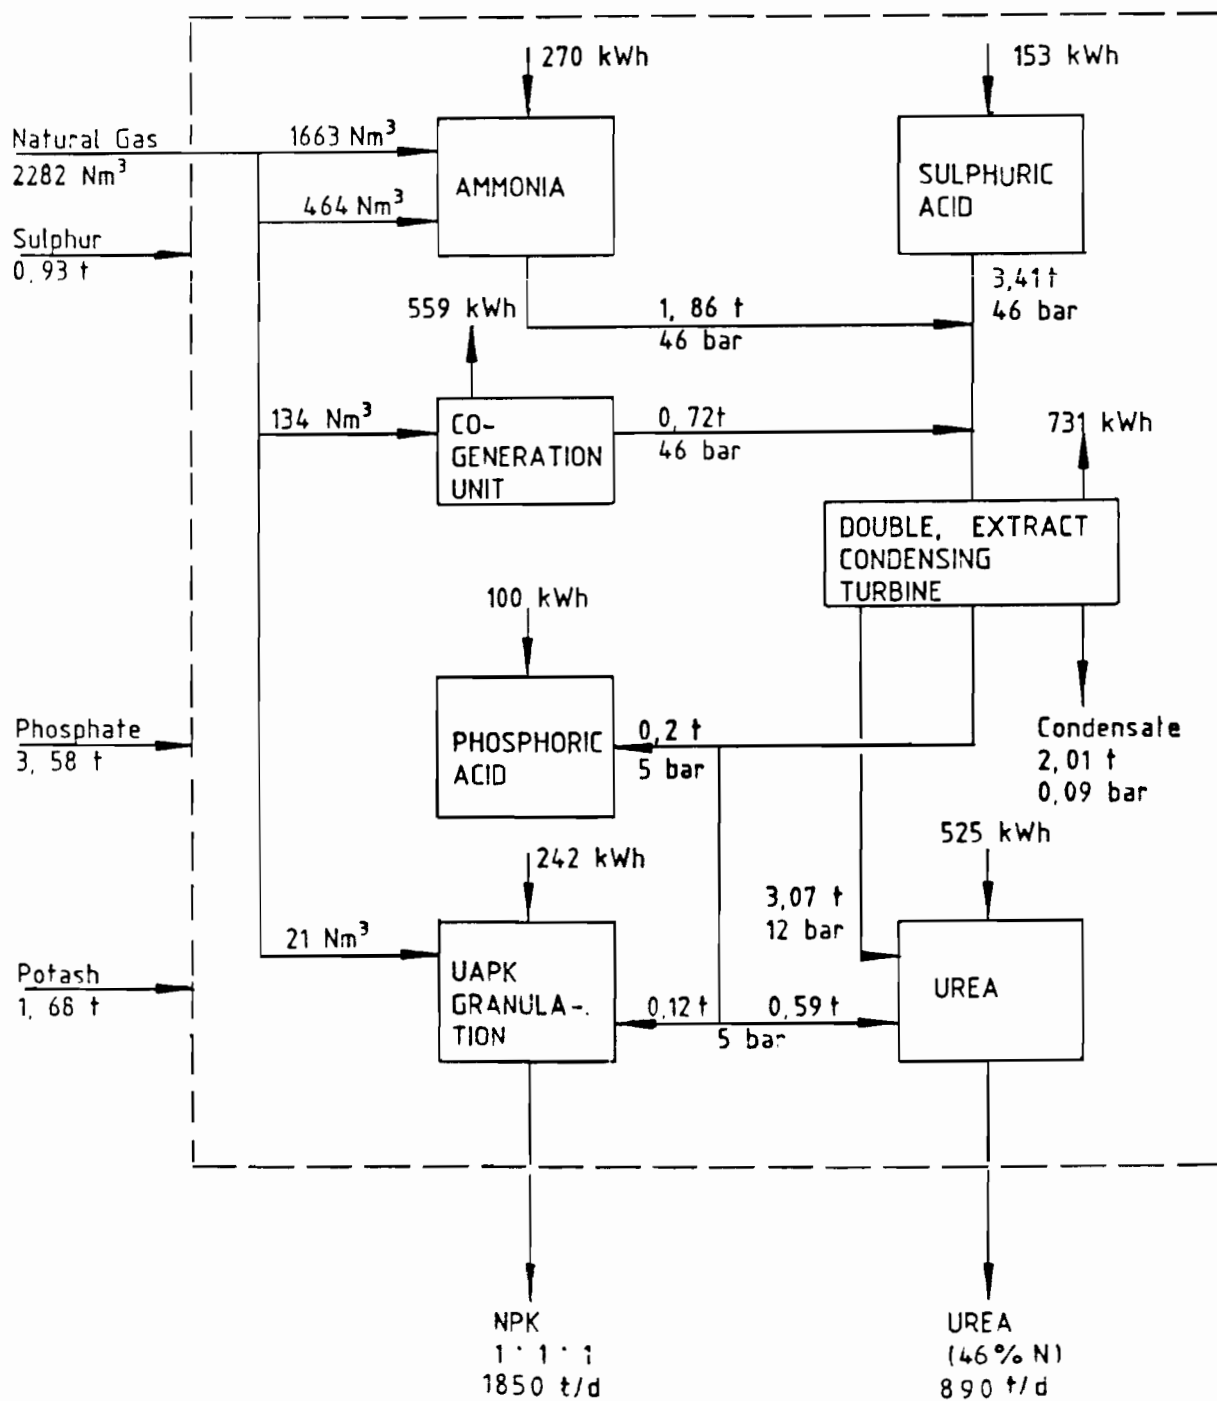 270 kWh
153 kWh
Natural Gas
2282 Nm³
1663 Nm³
464 Nm³
AMMONIA
SULPHURIC
ACID
Sulphur
0,93 t
3,41t
46 bar
559 kWh
1,86 t
46 bar
134 Nm³
CO-
GENERATION
UNIT
0,72t
46 bar
731 kWh
DOUBLE, EXTRACT
CONDENSING
TURBINE
100 kWh
Phosphate
3,58 t
PHOSPHORIC
ACID
0,2 t
5 bar
Condensate
2,01 t
0,09 bar
525 kWh
242 kWh
3,07 t
12 bar
21 Nm³
Potash
1,68 t
UAPK
GRANULA-.
TION
0,12 t
0,59 t
5 bar
UREA
NPK
1 : 1 : 1
1850 t/d
UREA
(46% N)
890 t/d